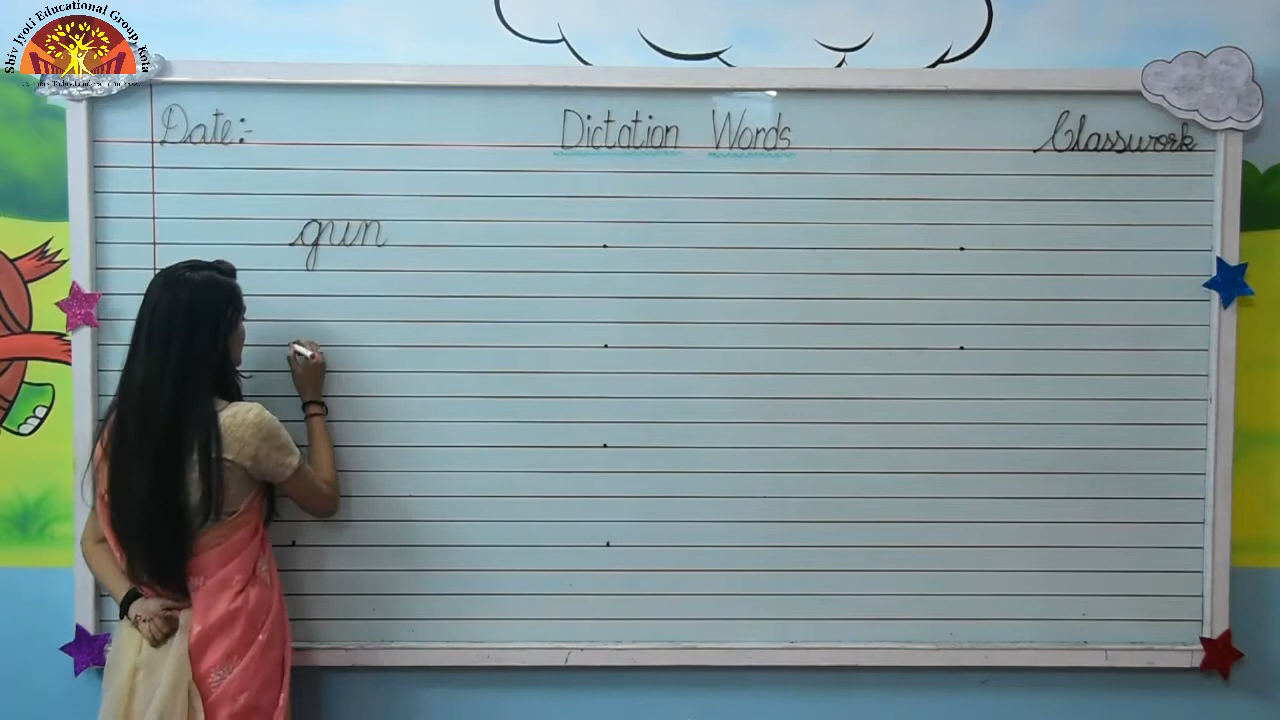 Shiv Jyoti Educational Group, Kota
Date:- Dictation Words Classwork
gun